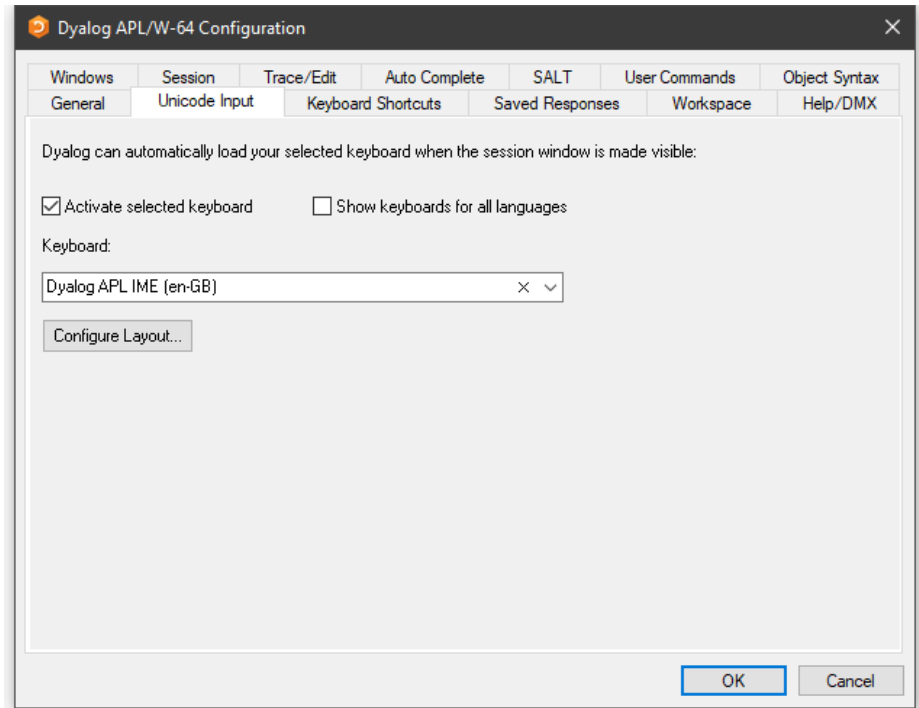 Dyalog APL/W-64 Configuration
Windows Session Trace/Edit Auto Complete SALT User Commands Object Syntax
General Unicode Input Keyboard Shortcuts Saved Responses Workspace Help/DMX
Dyalog can automatically load your selected keyboard when the session window is made visible:
Activate selected keyboard Show keyboards for all languages
Keyboard:
Dyalog APL IME (en-GB)
Configure Layout...
OK Cancel